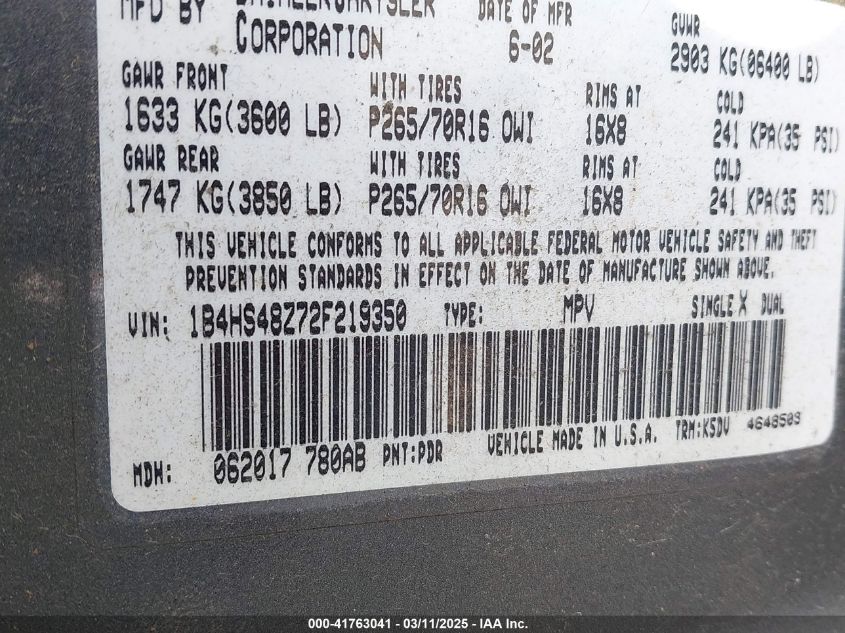 MFD BY DAIMLERCHRYSLER CORPORATION DATE OF MFR 6-02 GVWR 2903 KG(06400 LB)
GAWR FRONT WITH TIRES RIMS AT COLD
1633 KG(3600 LB) P265/70R16 OWI 16X8 241 KPA(35 PSI)
GAWR REAR WITH TIRES RIMS AT COLD
1747 KG(3850 LB) P265/70R16 OWI 16X8 241 KPA(35 PSI)
THIS VEHICLE CONFORMS TO ALL APPLICABLE FEDERAL MOTOR VEHICLE SAFETY AND THEFT
PREVENTION STANDARDS IN EFFECT ON THE DATE OF MANUFACTURE SHOWN ABOVE.
VIN: 1B4HS48Z72F219350 TYPE: MPV SINGLE X DUAL
MDH: 062017 780AB PNT:PDR VEHICLE MADE IN U.S.A. TRM:K5DV 4648503
000-41763041 - 03/11/2025 - IAA Inc.